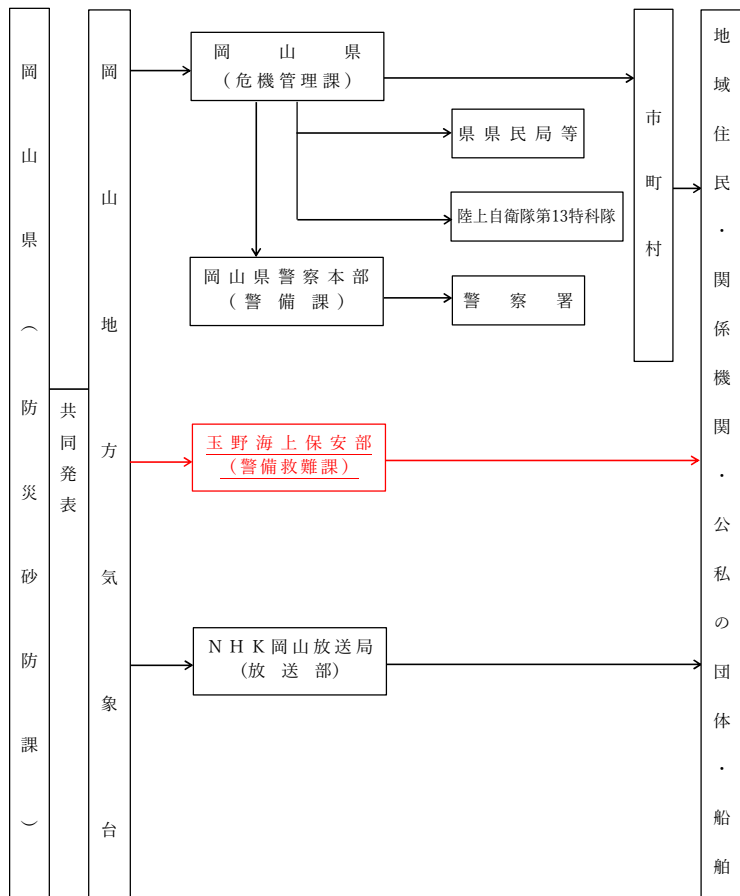 岡山県（防災砂防課）
共同発表
岡山地方気象台
岡山県
(危機管理課)
県県民局等
陸上自衛隊第13特科隊
岡山県警察本部
(警備課)
警察署
市町村
玉野海上保安部
(警備救難課)
NHK岡山放送局
(放送部)
地域住民・関係機関・公私の団体・船舶